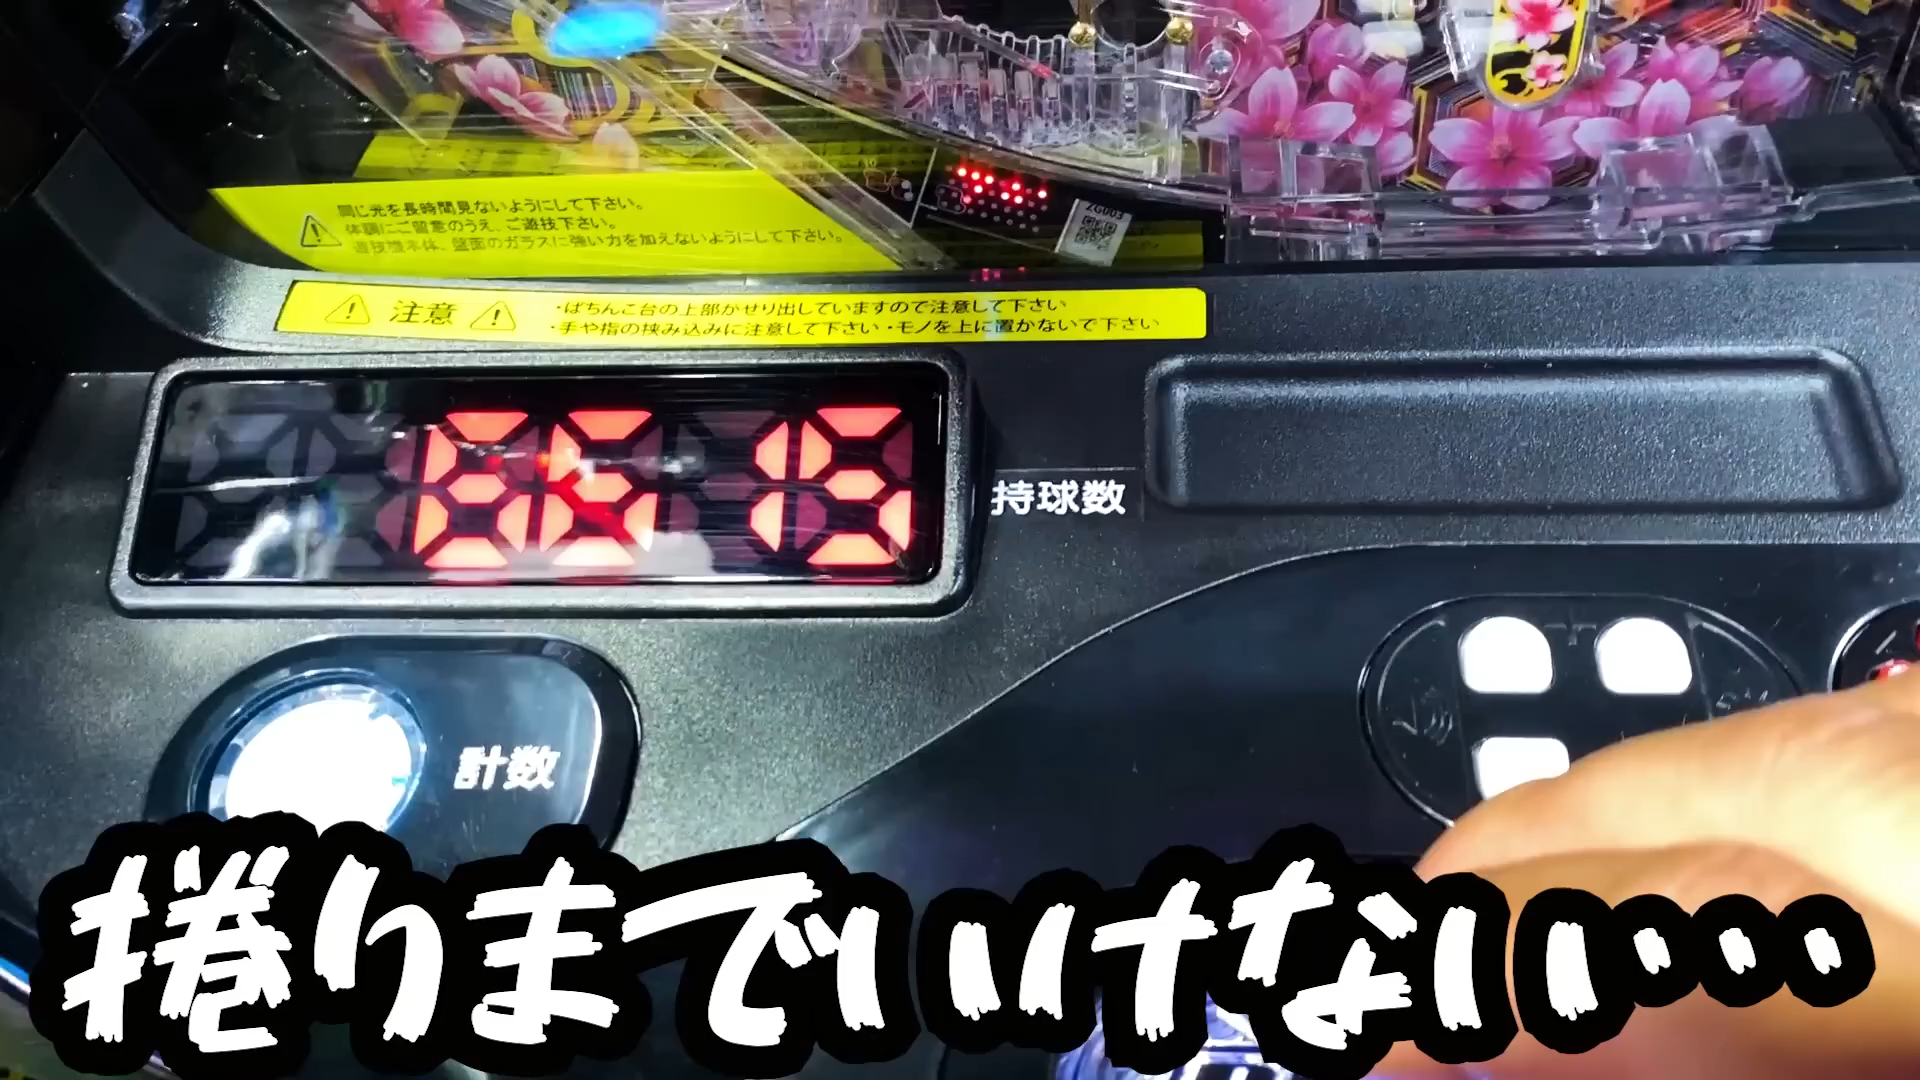 同じ光を長時間見ないようにして下さい。
体調にご留意のうえ、ご遊技下さい。
遊技機本体、盤面のガラスに強い力を加えないようにして下さい。
ZG003
注意
・ぱちんこ台の上部がせり出していますので注意して下さい
・手や指の挟み込みに注意して下さい・モノを上に置かないで下さい
6615
持球数
計数
捲りまでいけない…